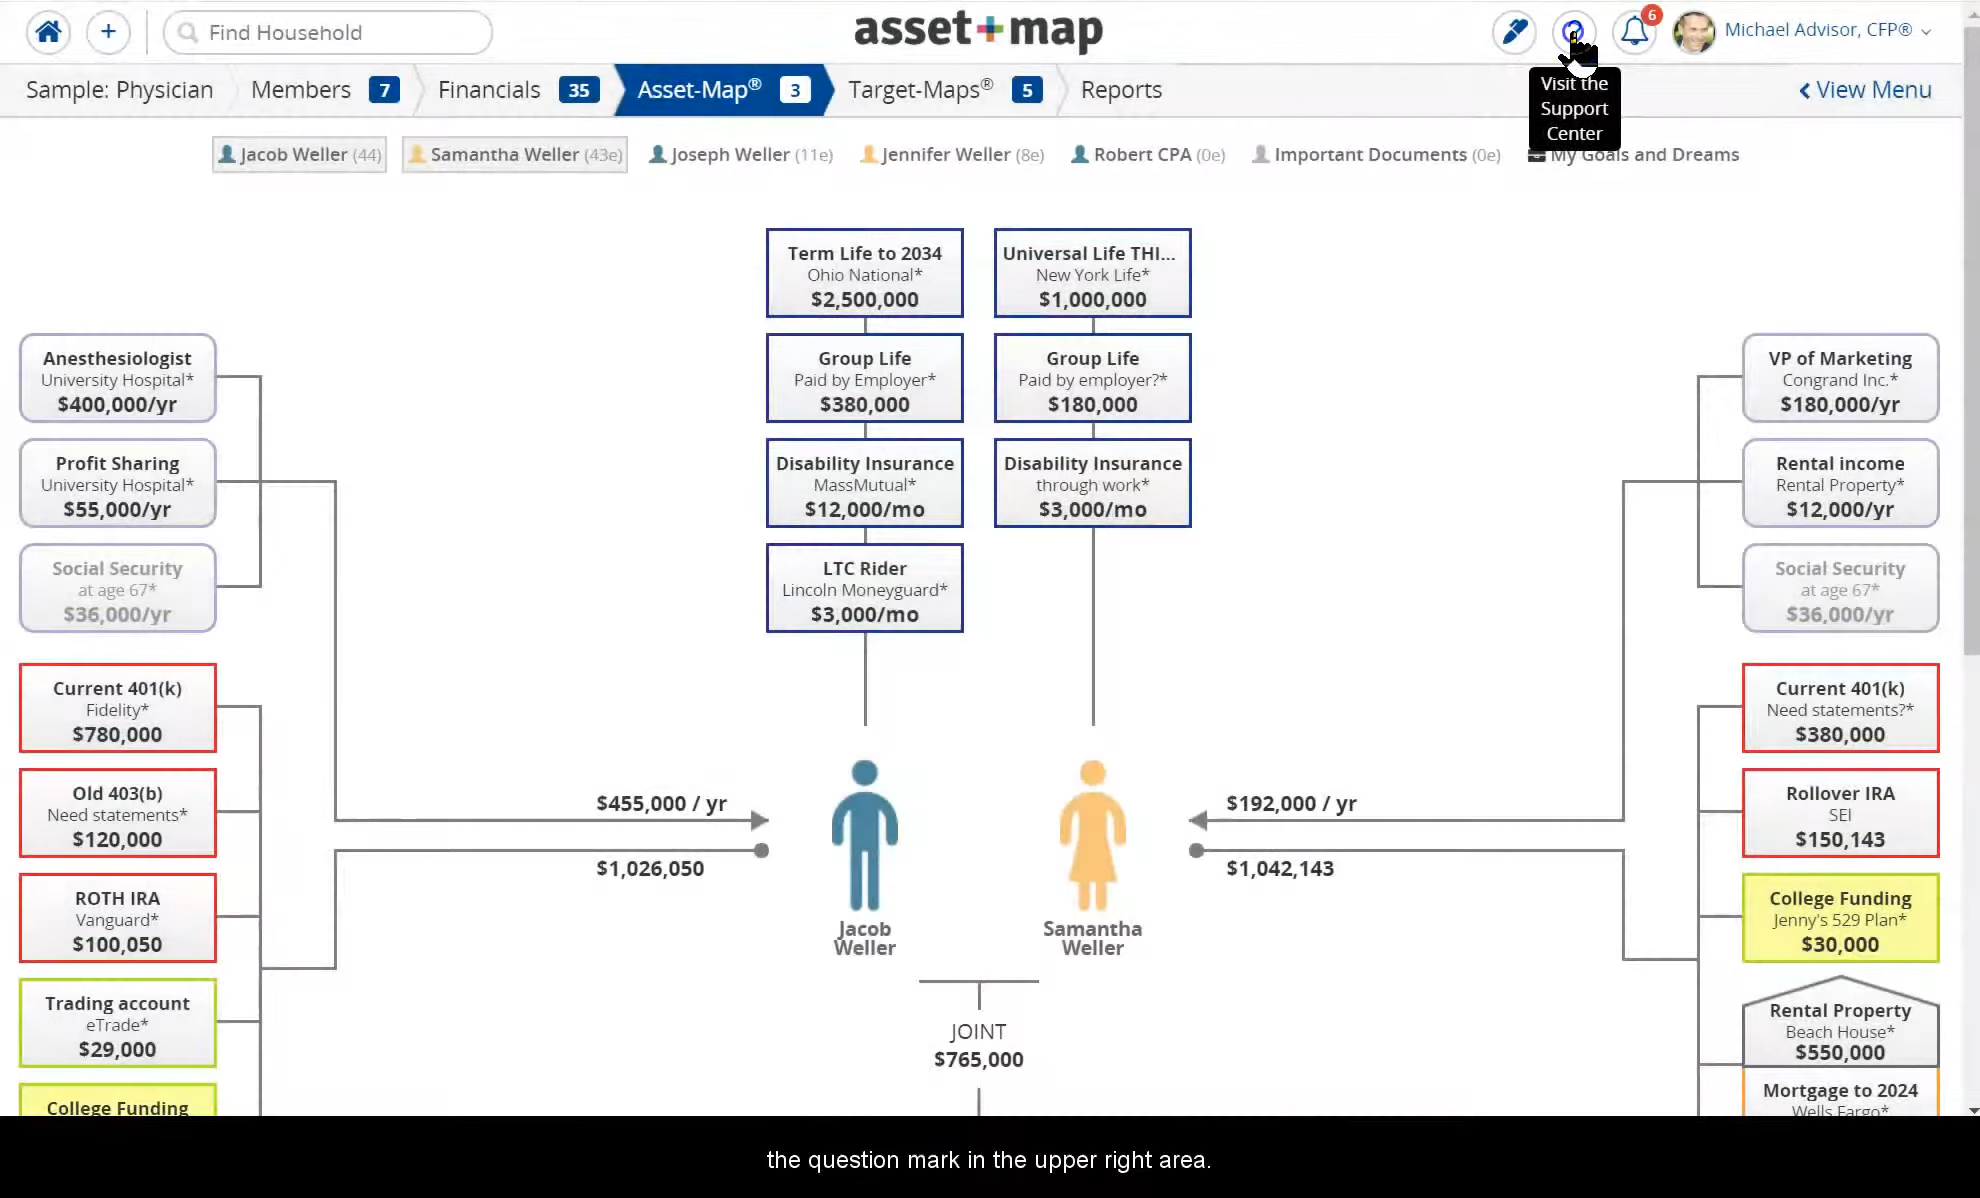 Find Household
asset+map
6
Michael Advisor, CFP®
Sample: Physician
Members 7
Financials 35
Asset-Map® 3
Target-Maps® 5
Reports
View Menu
Visit the
Support
Center
Jacob Weller (44)
Samantha Weller (43e)
Joseph Weller (11e)
Jennifer Weller (8e)
Robert CPA (0e)
Important Documents (0e)
My Goals and Dreams
Term Life to 2034
Ohio National*
$2,500,000
Universal Life THI...
New York Life*
$1,000,000
Group Life
Paid by Employer*
$380,000
Group Life
Paid by employer?*
$180,000
Disability Insurance
MassMutual*
$12,000/mo
Disability Insurance
through work*
$3,000/mo
LTC Rider
Lincoln Moneyguard*
$3,000/mo
Anesthesiologist
University Hospital*
$400,000/yr
Profit Sharing
University Hospital*
$55,000/yr
Social Security
at age 67*
$36,000/yr
Current 401(k)
Fidelity*
$780,000
Old 403(b)
Need statements*
$120,000
ROTH IRA
Vanguard*
$100,050
Trading account
eTrade*
$29,000
College Funding
$455,000 / yr
$1,026,050
$192,000 / yr
$1,042,143
Jacob
Weller
Samantha
Weller
JOINT
$765,000
VP of Marketing
Congrand Inc.*
$180,000/yr
Rental income
Rental Property*
$12,000/yr
Social Security
at age 67*
$36,000/yr
Current 401(k)
Need statements?*
$380,000
Rollover IRA
SEI
$150,143
College Funding
Jenny's 529 Plan*
$30,000
Rental Property
Beach House*
$550,000
Mortgage to 2024
Wells Fargo*
the question mark in the upper right area.